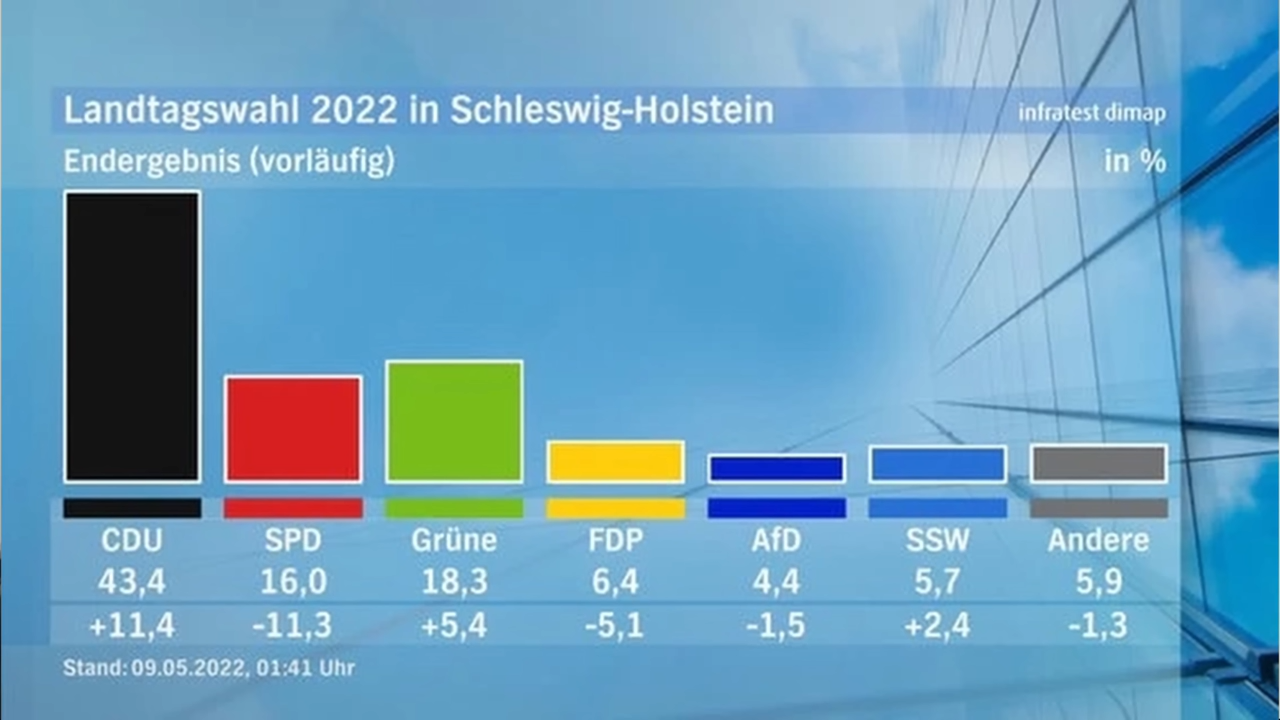 Landtagswahl 2022 in Schleswig-Holstein infratest dimap
Endergebnis (vorläufig) in %
CDU SPD Grüne FDP AfD SSW Andere
43,4 16,0 18,3 6,4 4,4 5,7 5,9
+11,4 -11,3 +5,4 -5,1 -1,5 +2,4 -1,3
Stand: 09.05.2022, 01:41 Uhr